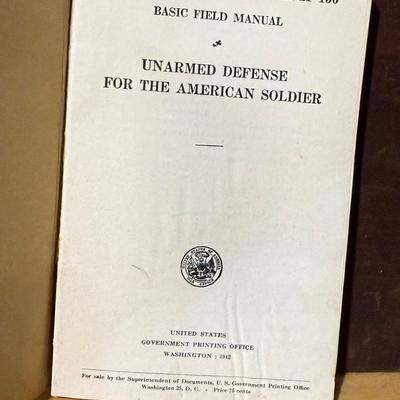 BASIC FIELD MANUAL
UNARMED DEFENSE
FOR THE AMERICAN SOLDIER
UNITED STATES
GOVERNMENT PRINTING OFFICE
WASHINGTON : 1942
For sale by the Superintendent of Documents, U. S. Government Printing Office
Washington 25, D. C. - Price 75 cents